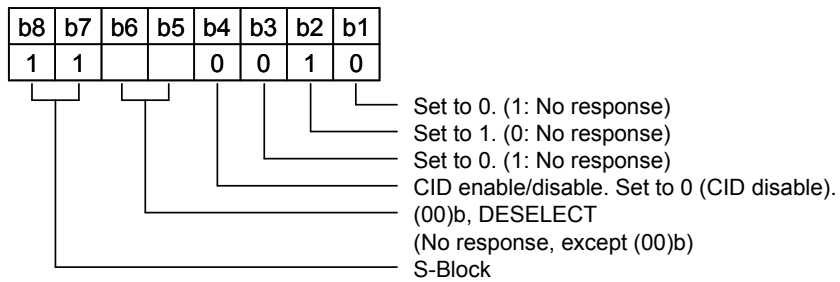 b8 b7 b6 b5 b4 b3 b2 b1
1 1 0 0 1 0
Set to 0. (1: No response)
Set to 1. (0: No response)
Set to 0. (1: No response)
CID enable/disable. Set to 0 (CID disable).
(00)b, DESELECT
(No response, except (00)b)
S-Block